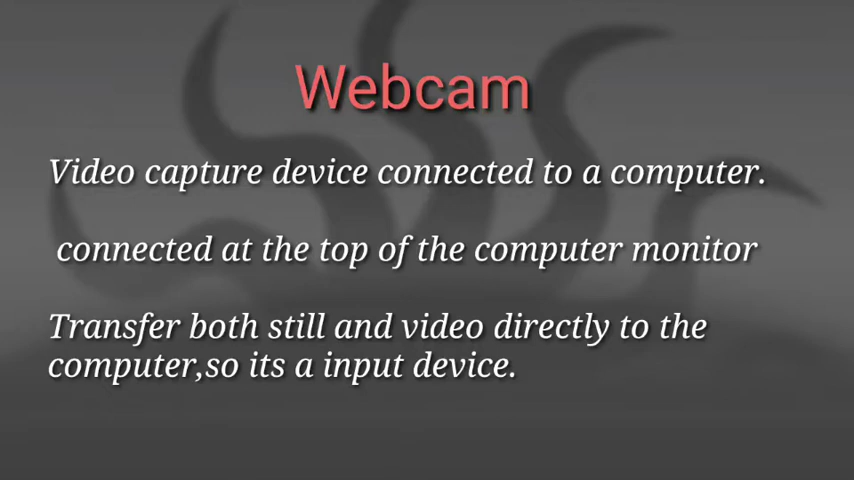 Webcam
Video capture device connected to a computer.
connected at the top of the computer monitor
Transfer both still and video directly to the
computer,so its a input device.